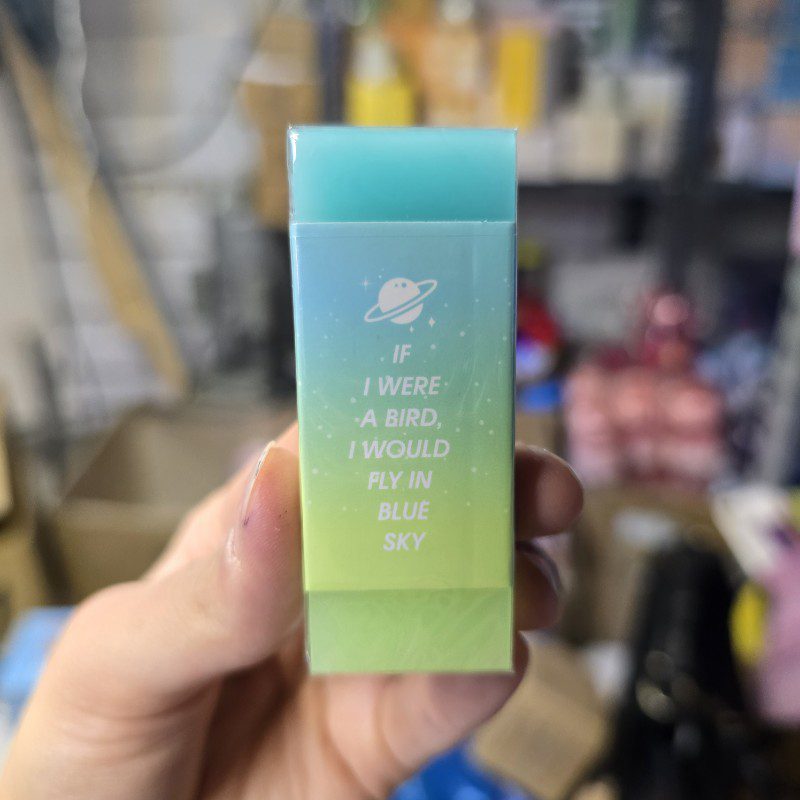 IF
I WERE
A BIRD,
I WOULD
FLY IN
BLUE
SKY